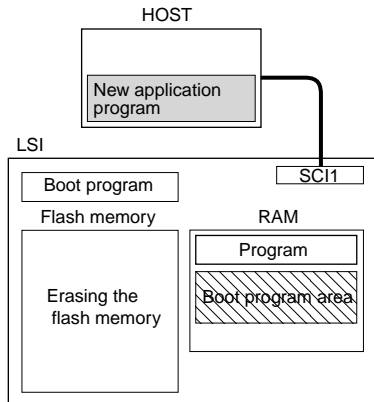 HOST
New application
program
LSI
SCI1
Boot program
Flash memory
RAM
Program
Boot program area
Erasing the
flash memory